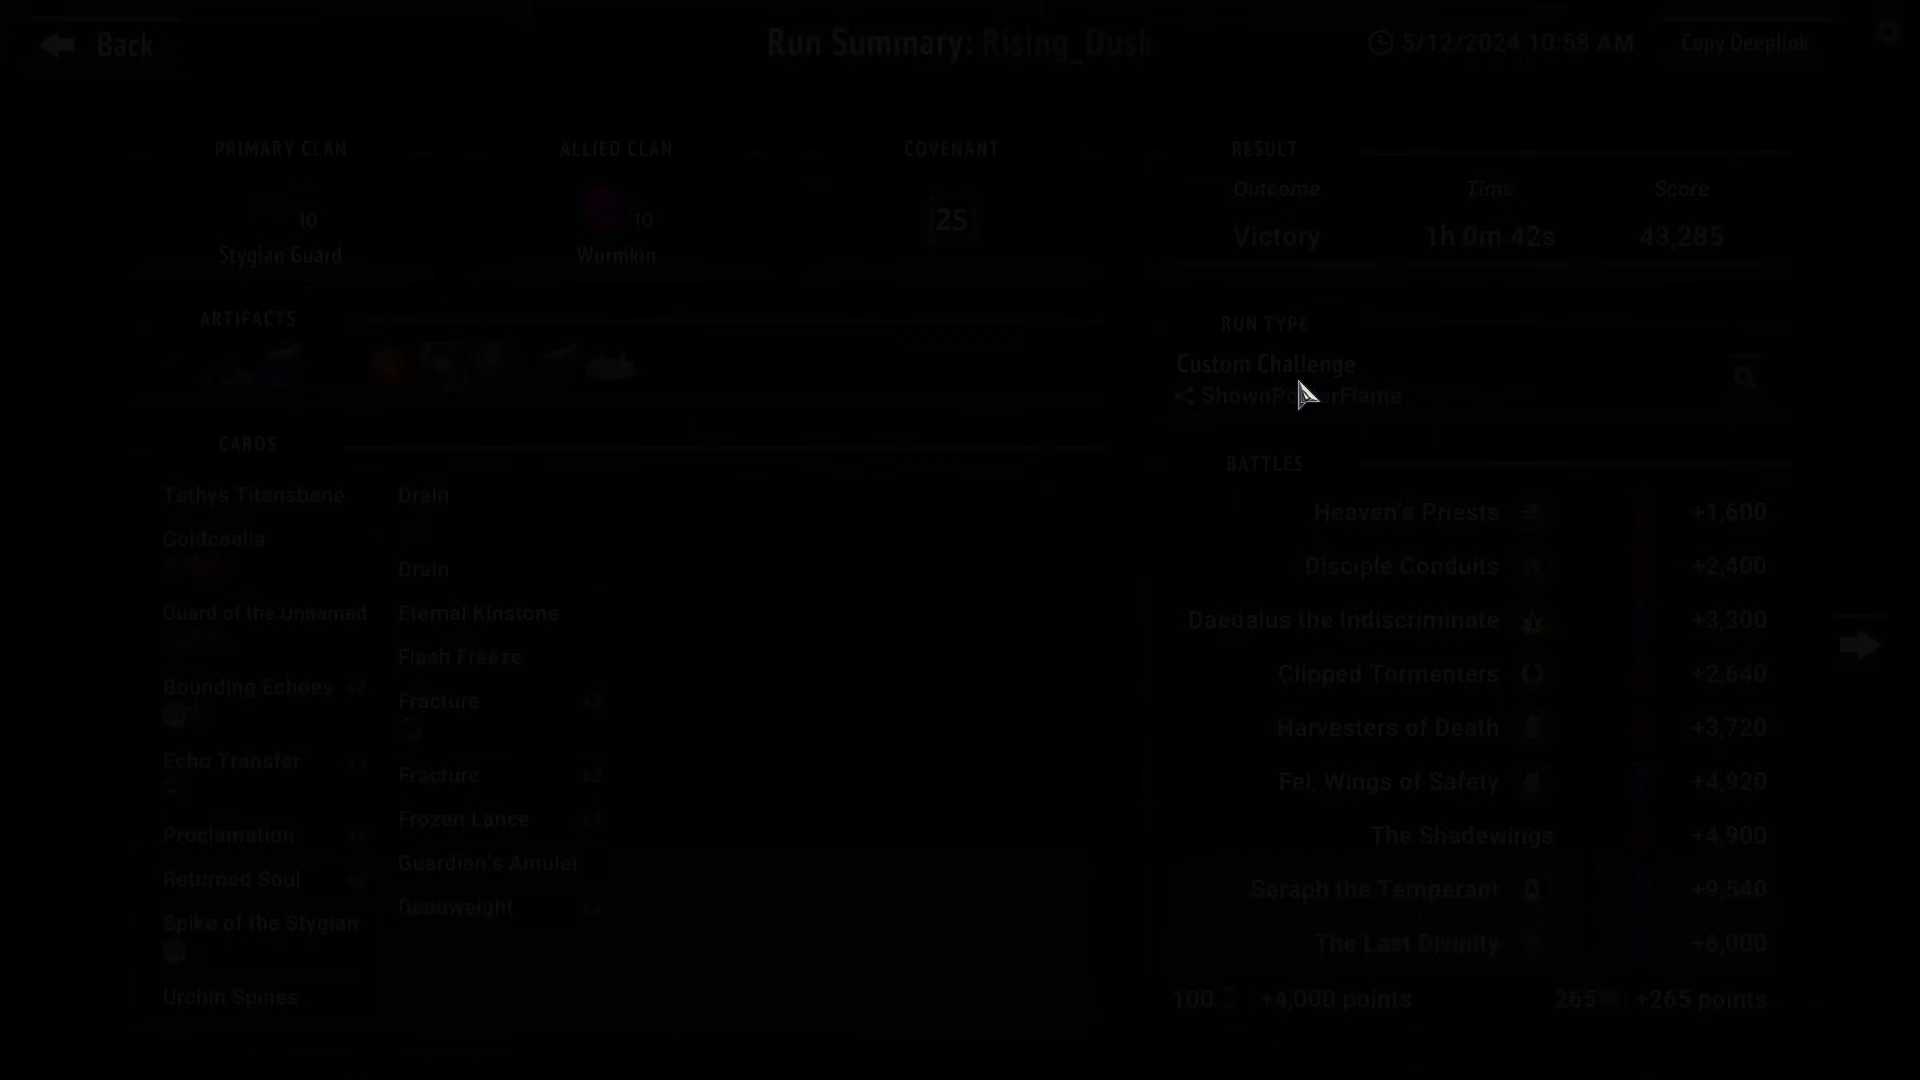 Back
Run Summary: Rising_Dusk
5/12/2024 10:58 AM
Copy Deeplink
PRIMARY CLAN
10
Stygian Guard
ALLIED CLAN
10
Wurmkin
COVENANT
25
ARTIFACTS
CARDS
Tethys Titansbane
Coldcaelia
Guard of the Unnamed
Bounding Echoes x2
Echo Transfer
Proclamation x2
Returned Soul
Spike of the Stygian
Urchin Spines
Drain
Drain
Eternal Kinstone
Flash Freeze
Fracture
Fracture x2
Frozen Lance x4
Guardian's Amulet
Deadweight
RESULT
Outcome Time Score
Victory 1h 0m 42s 43,285
RUN TYPE
Custom Challenge
BATTLES
Heaven's Priests +1,600
Disciple Conduits +2,400
Daedalus the Indiscriminate +3,300
Clipped Tormentors +2,640
Harvesters of Death +3,720
Fel, Wings of Safety +4,920
The Shadewings +4,900
Seraph the Temperant +9,540
The Last Divinity +6,000
100 : +4,000 points
265 : +265 points